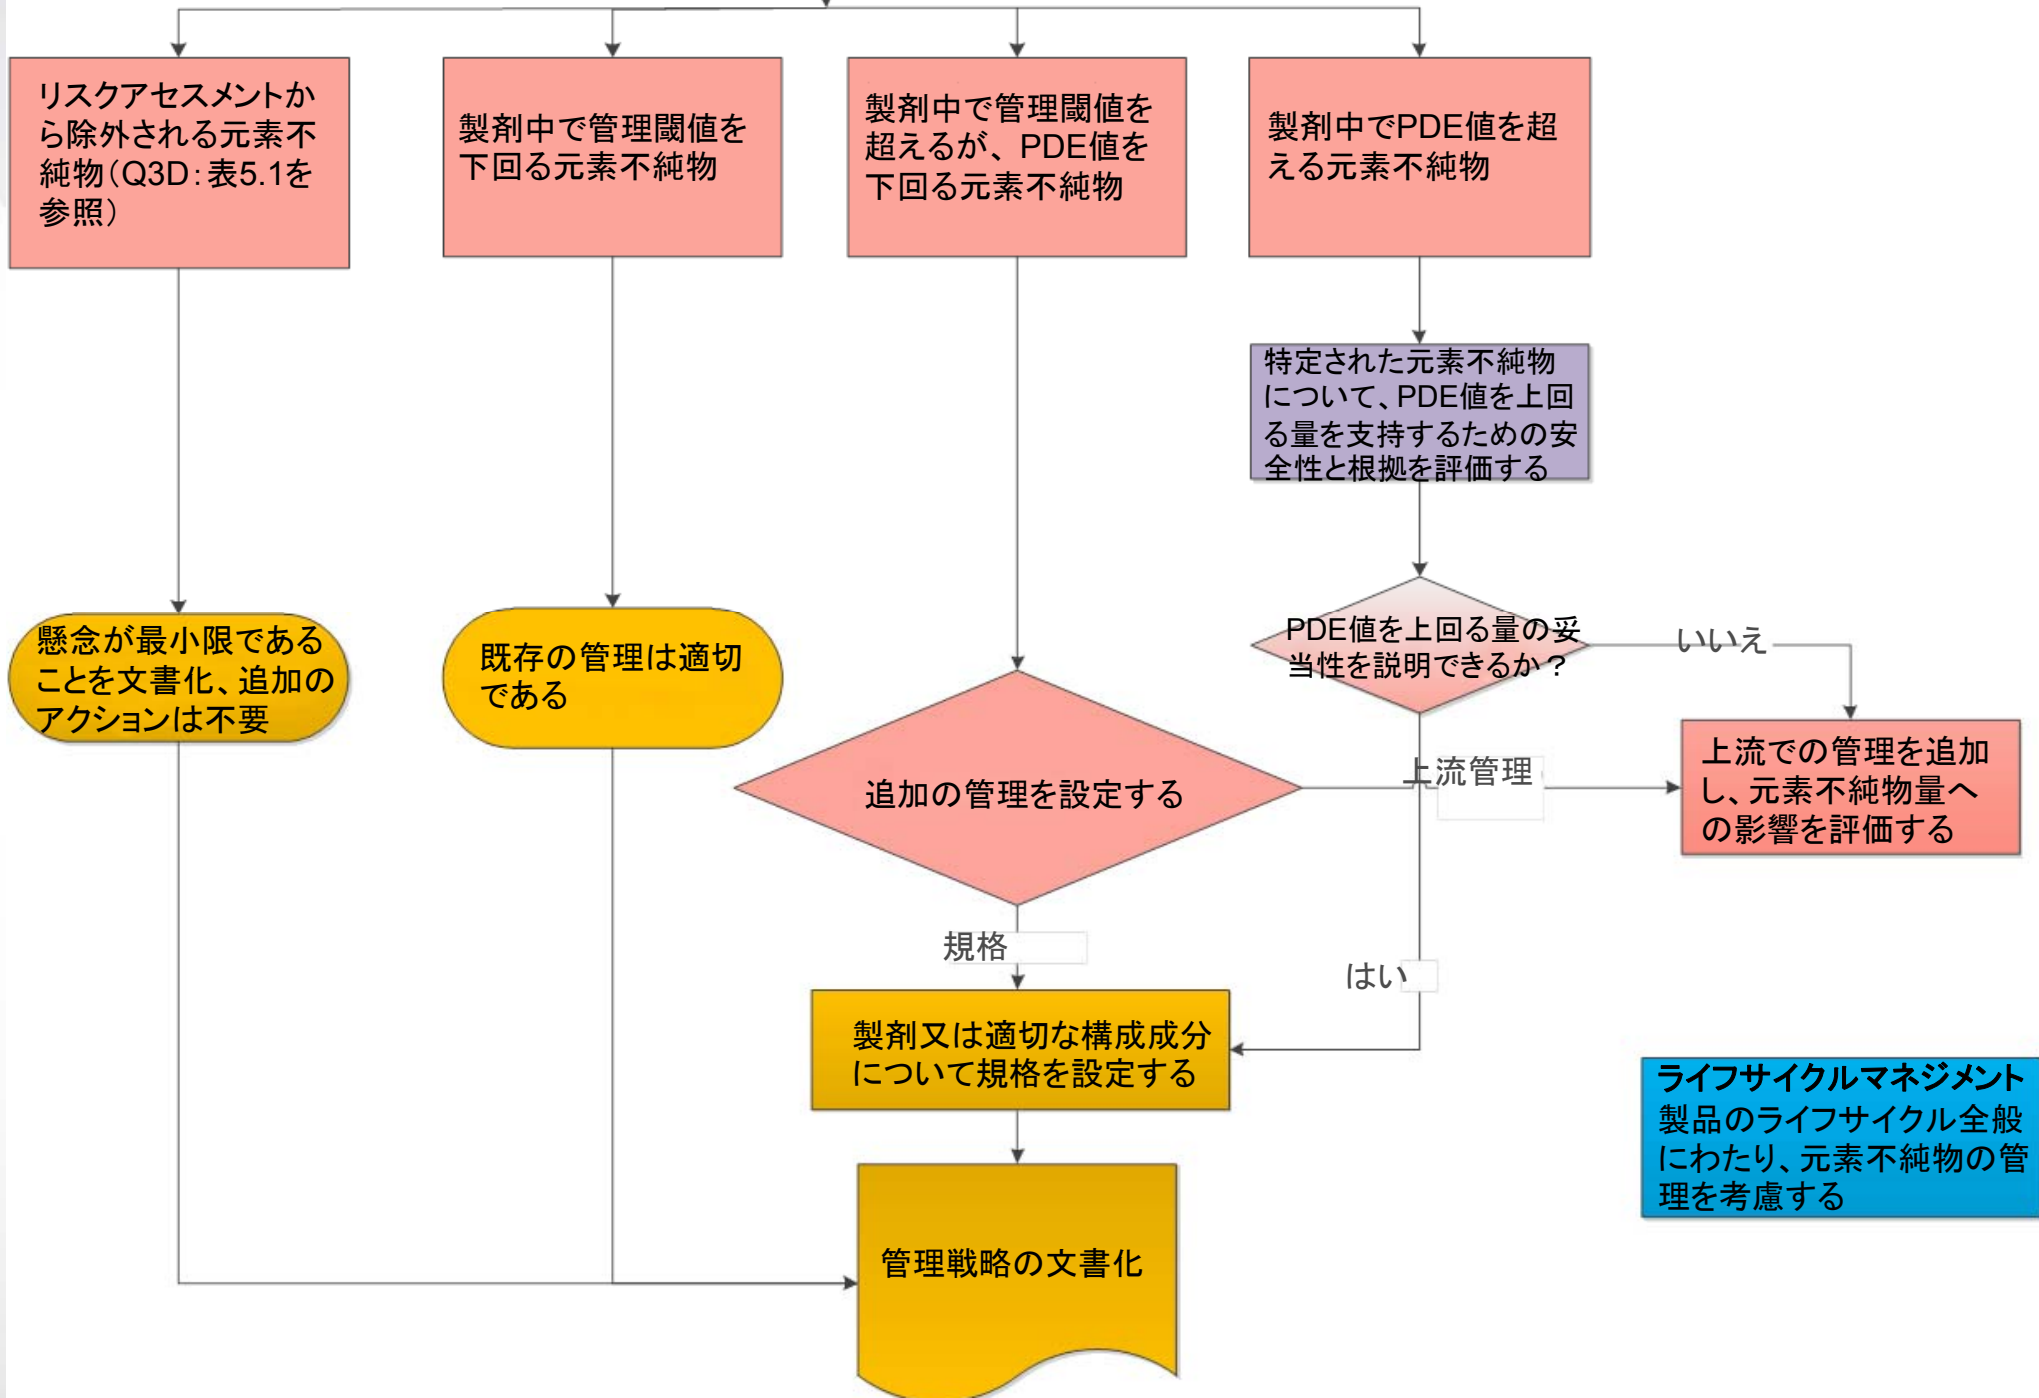 リスクアセスメントか
ら除外される元素不
純物（Q3D：表5.1を
参照）
製剤中で管理閾値を
下回る元素不純物
製剤中で管理閾値を
超えるが、PDE値を
下回る元素不純物
製剤中でPDE値を超
える元素不純物
特定された元素不純物
について、PDE値を上回
る量を支持するための安
全性と根拠を評価する
懸念が最小限である
ことを文書化、追加の
アクションは不要
既存の管理は適切
である
PDE値を上回る量の妥
当性を説明できるか？
いいえ
追加の管理を設定する
上流管理
上流での管理を追加
し、元素不純物量へ
の影響を評価する
規格
はい
製剤又は適切な構成成分
について規格を設定する
ライフサイクルマネジメント
製品のライフサイクル全般
にわたり、元素不純物の管
理を考慮する
管理戦略の文書化